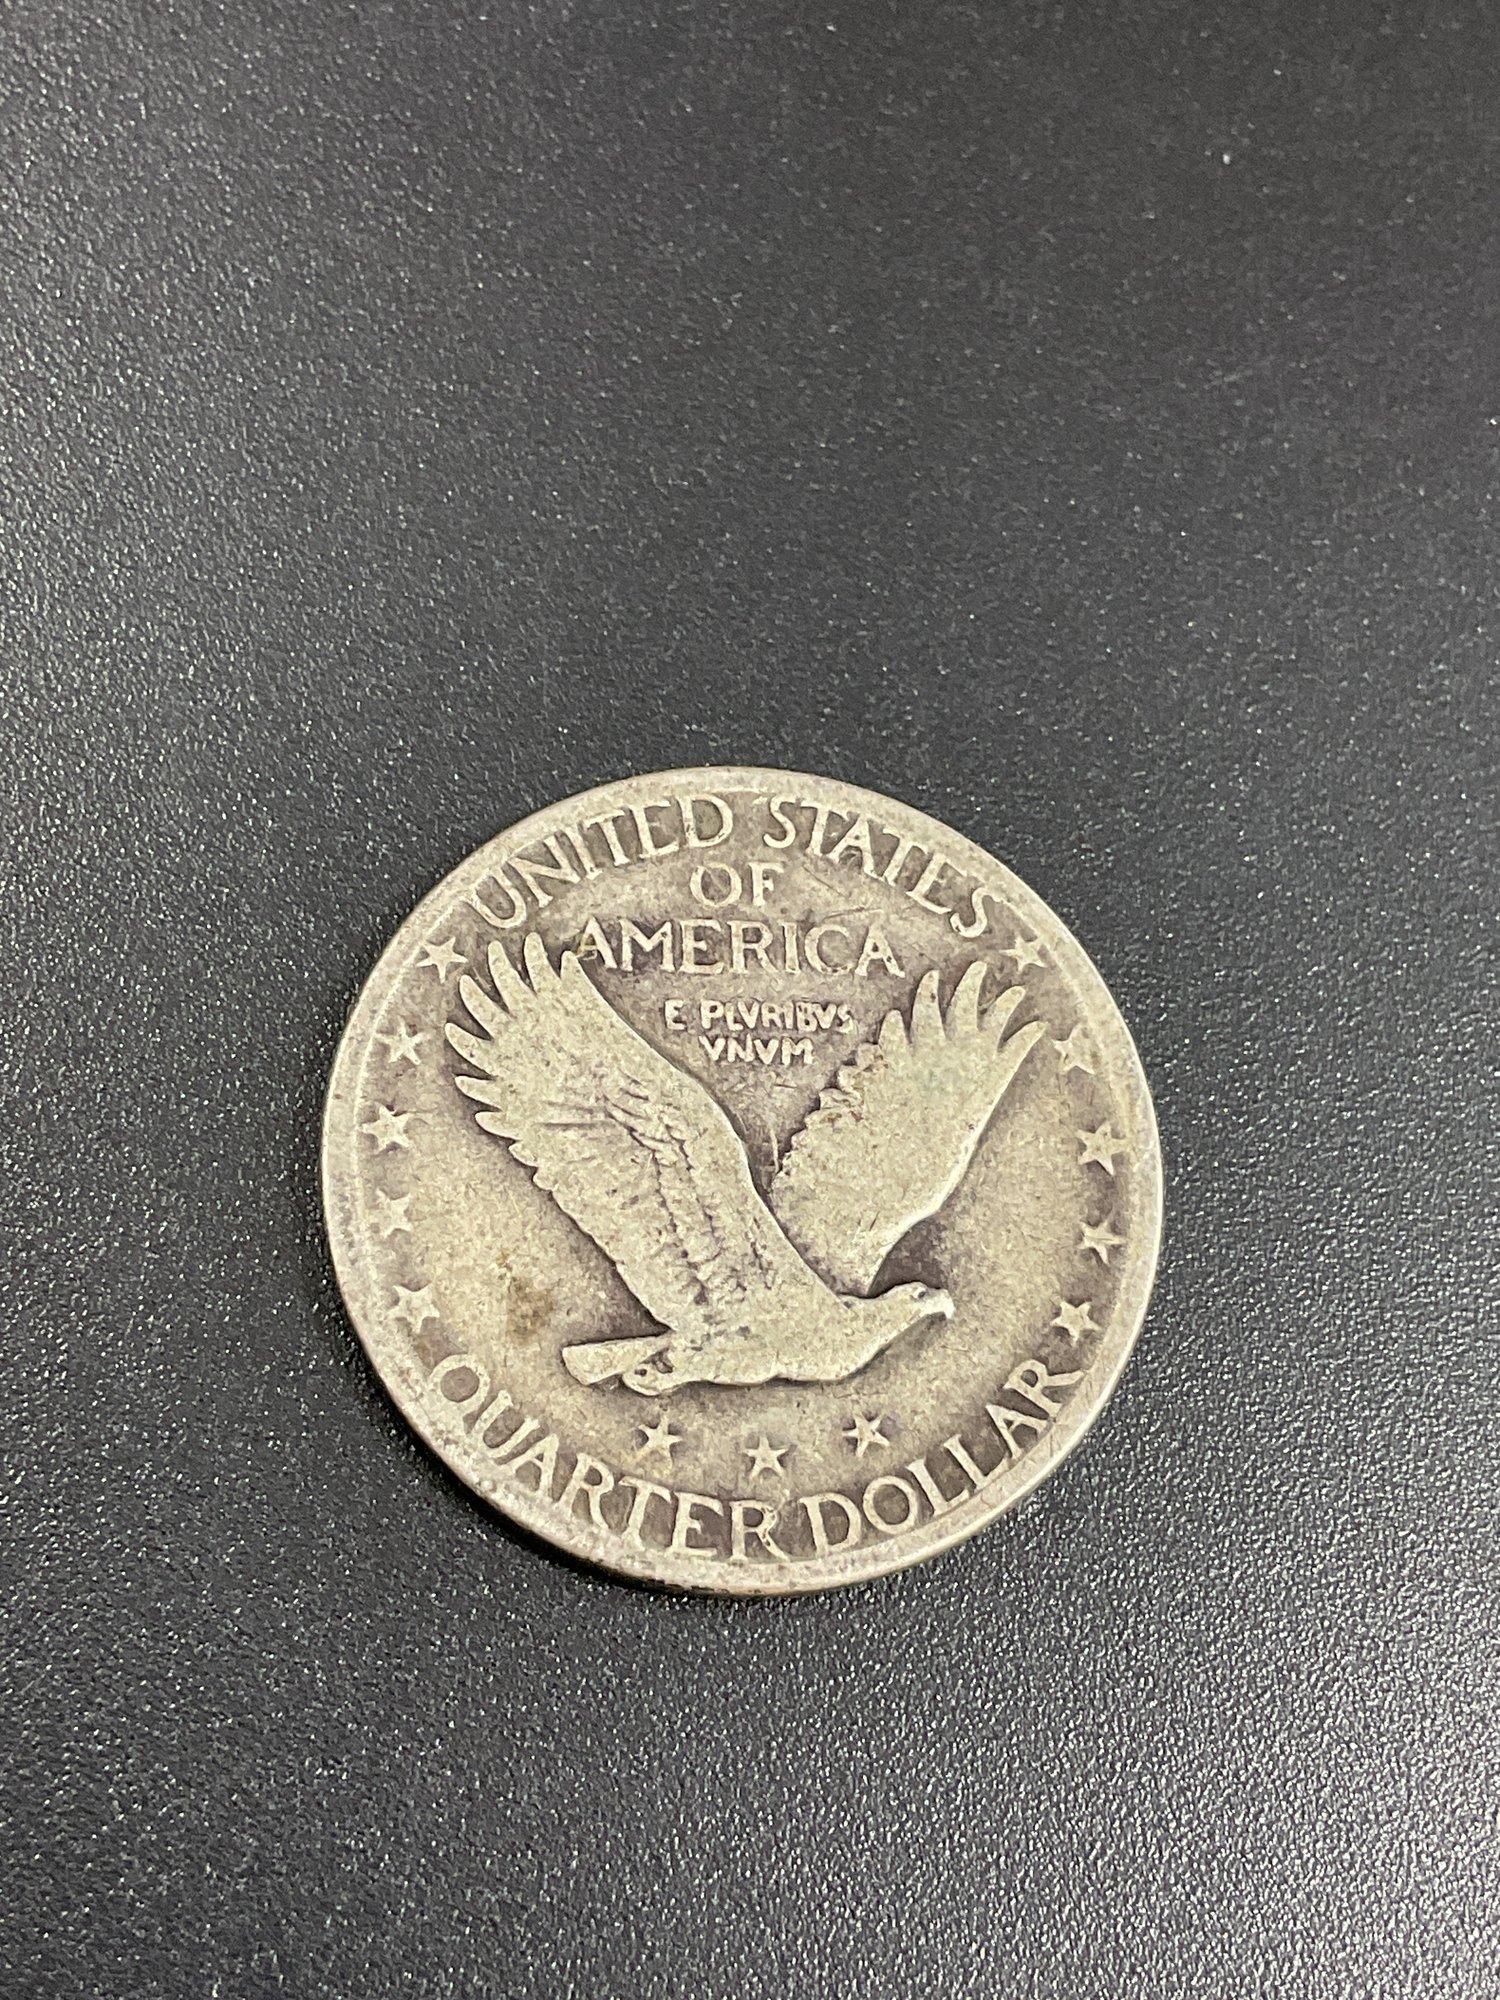 UNITED STATES
OF
AMERICA
E PLVRIBVS
VNVM
QUARTER DOLLAR